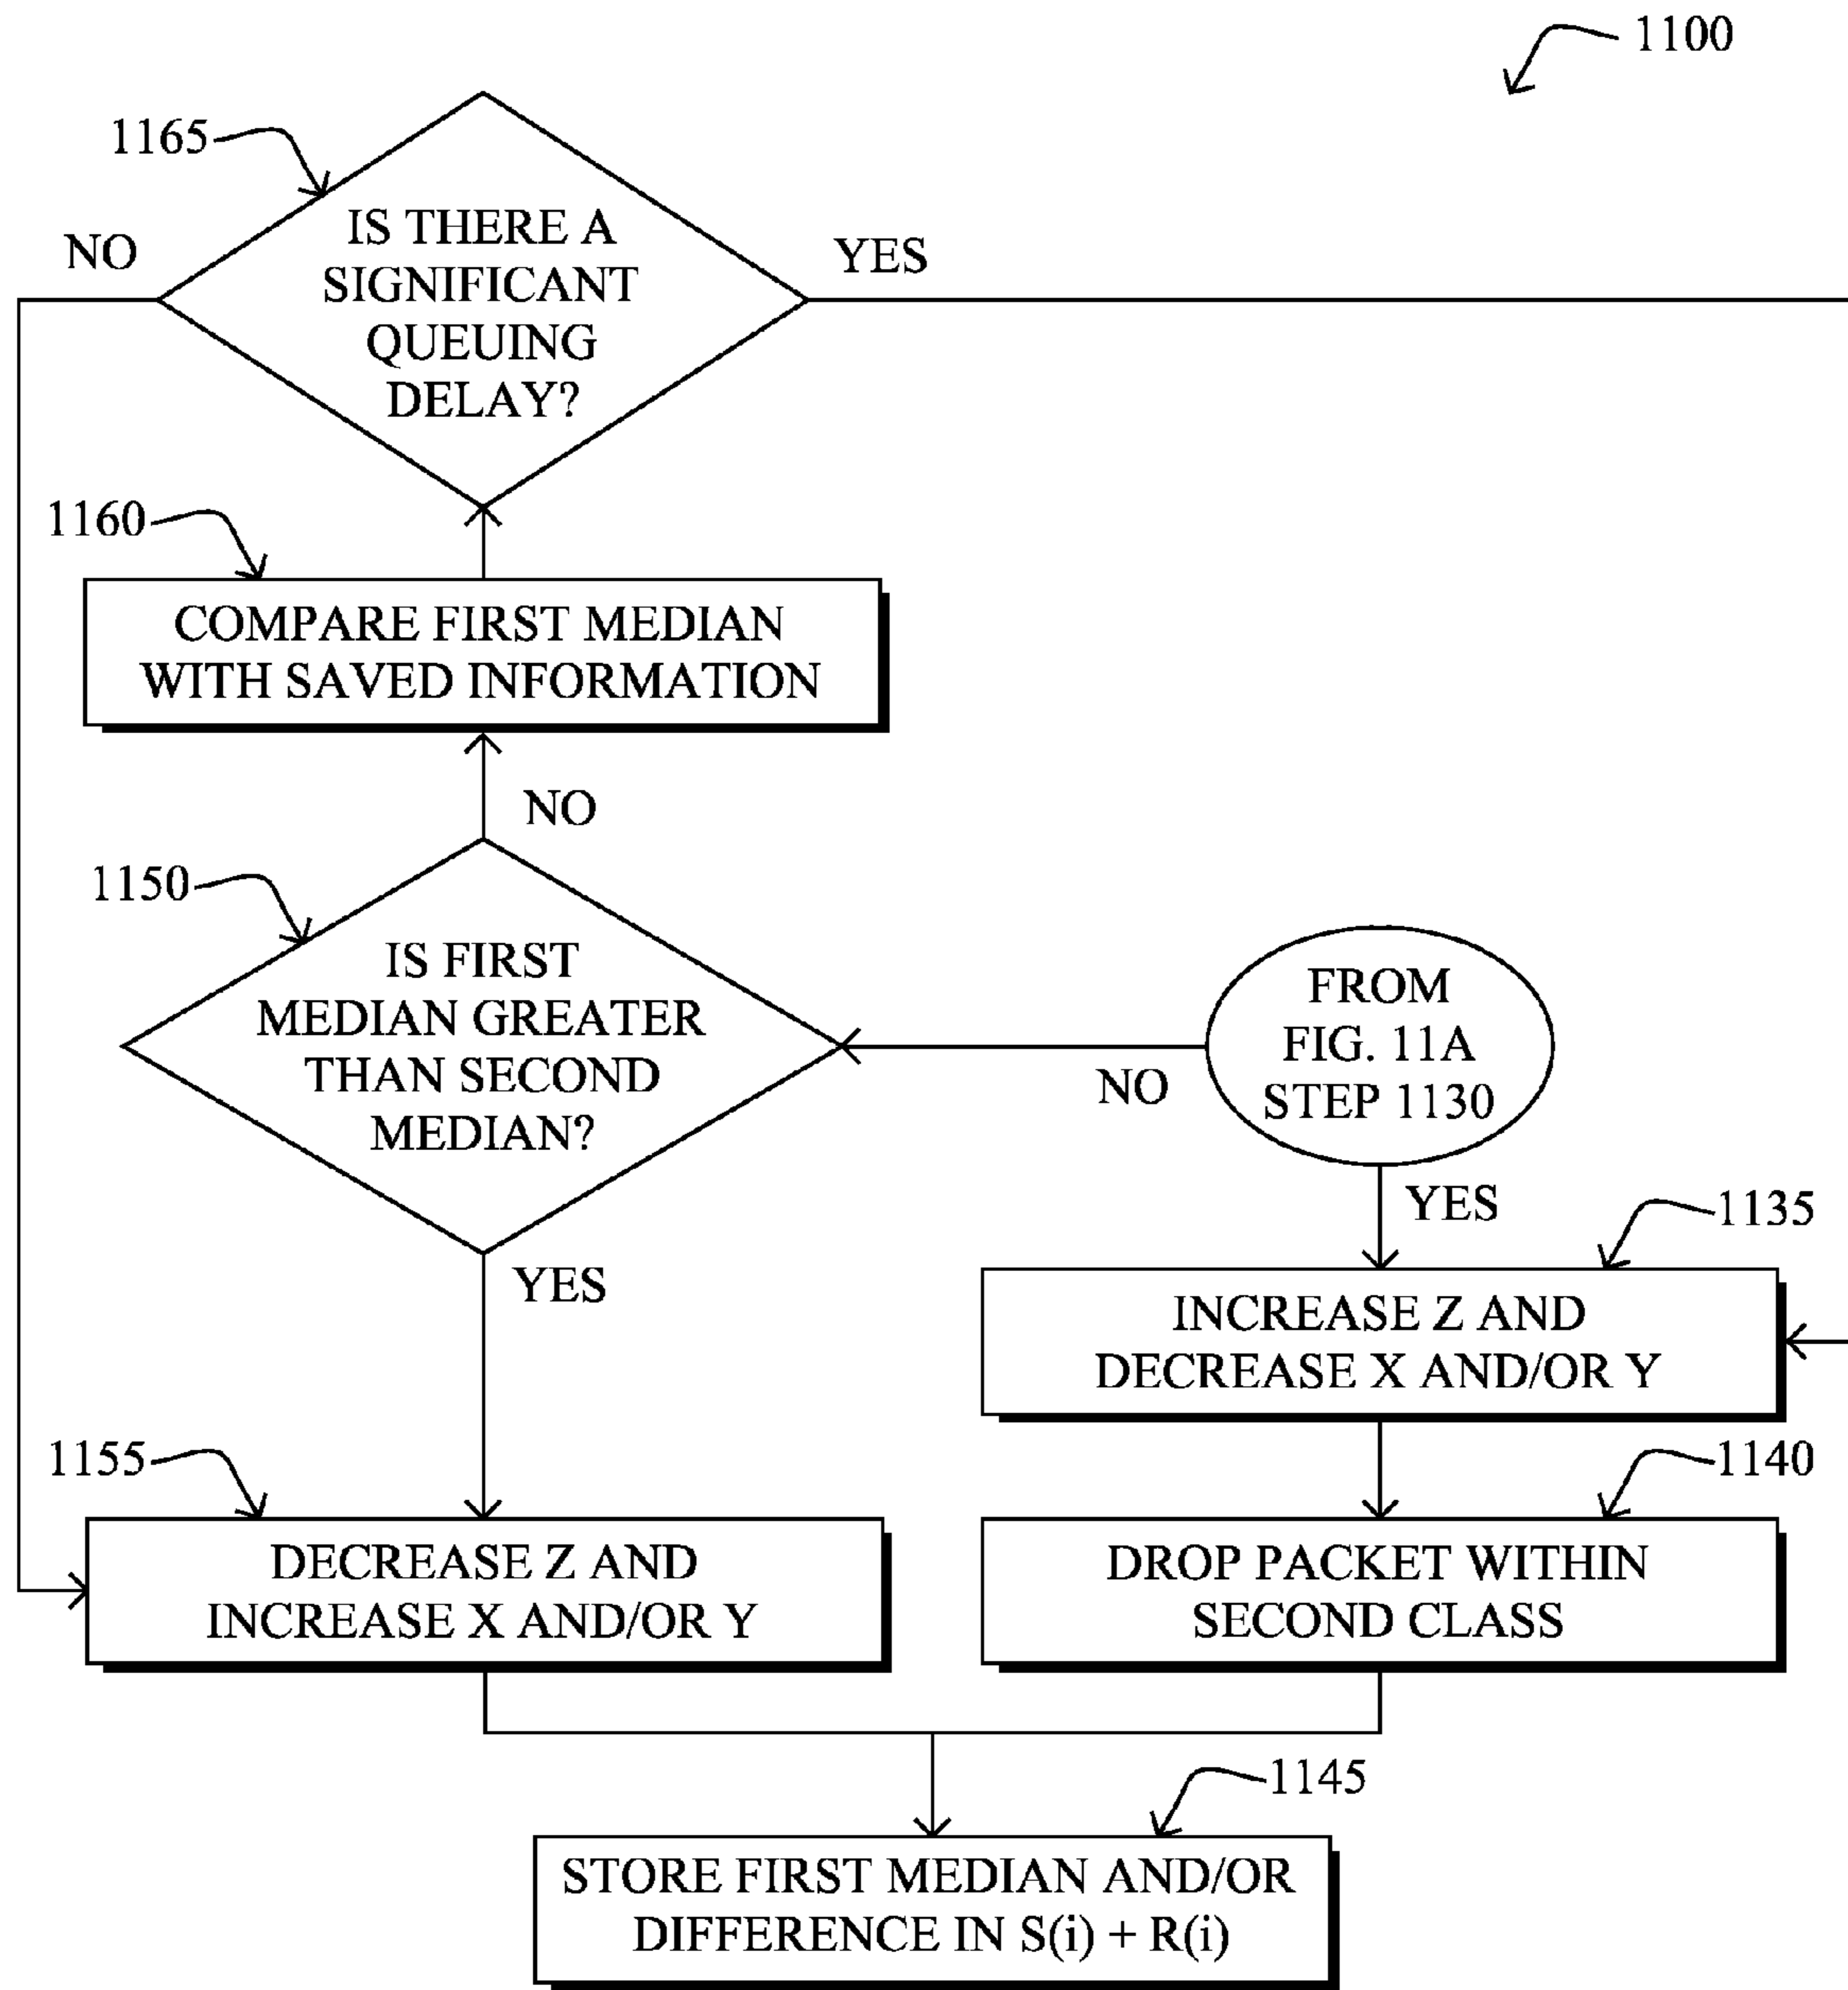 1100
1165
IS THERE A
SIGNIFICANT
QUEUING
DELAY?
NO
YES
1160
COMPARE FIRST MEDIAN
WITH SAVED INFORMATION
NO
1150
IS FIRST
MEDIAN GREATER
THAN SECOND
MEDIAN?
FROM
FIG. 11A
STEP 1130
NO
YES
YES
1135
INCREASE Z AND
DECREASE X AND/OR Y
1155
DECREASE Z AND
INCREASE X AND/OR Y
1140
DROP PACKET WITHIN
SECOND CLASS
1145
STORE FIRST MEDIAN AND/OR
DIFFERENCE IN S(i) + R(i)